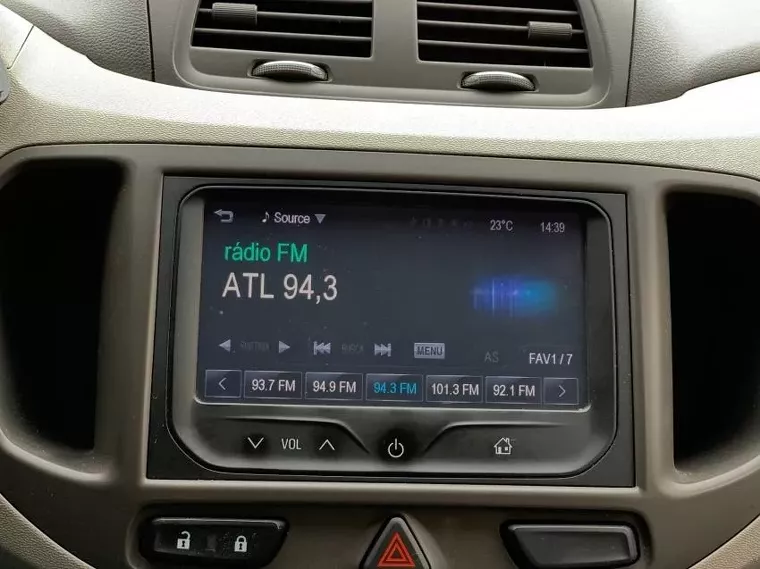 Source 23°C 14:39
rádio FM
ATL 94,3
MENU AS FAV1/7
93.7 FM 94.9 FM 94.3 FM 101.3 FM 92.1 FM
VOL